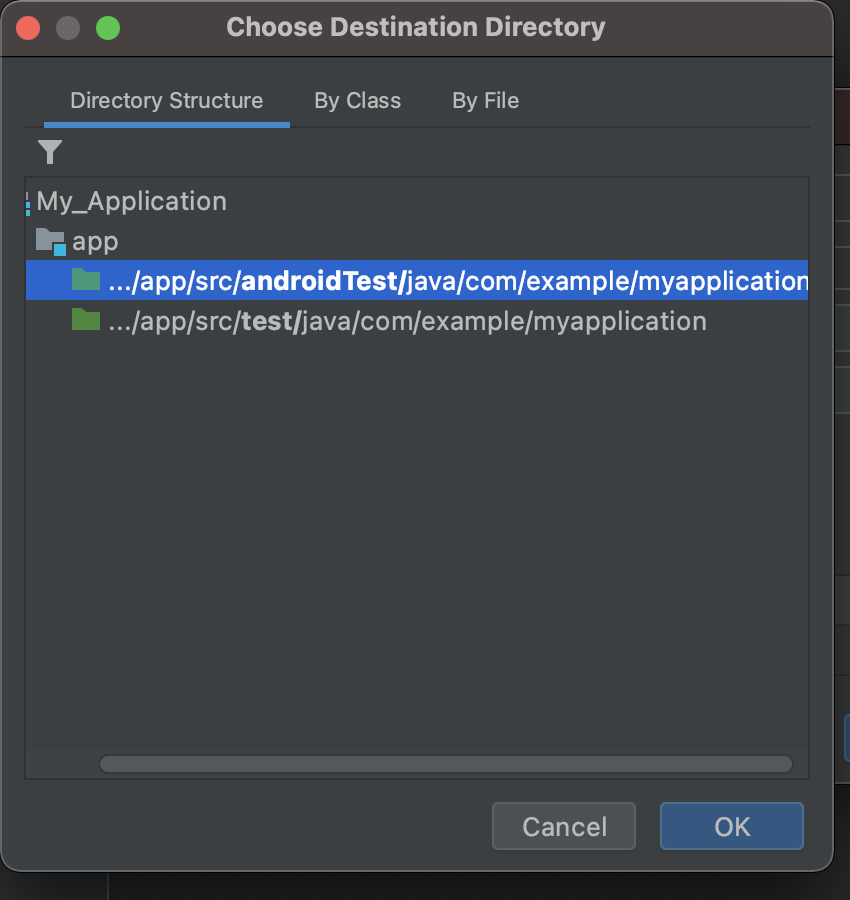 Choose Destination Directory
Directory Structure By Class By File
My_Application
app
.../app/src/androidTest/java/com/example/myapplication
.../app/src/test/java/com/example/myapplication
Cancel OK